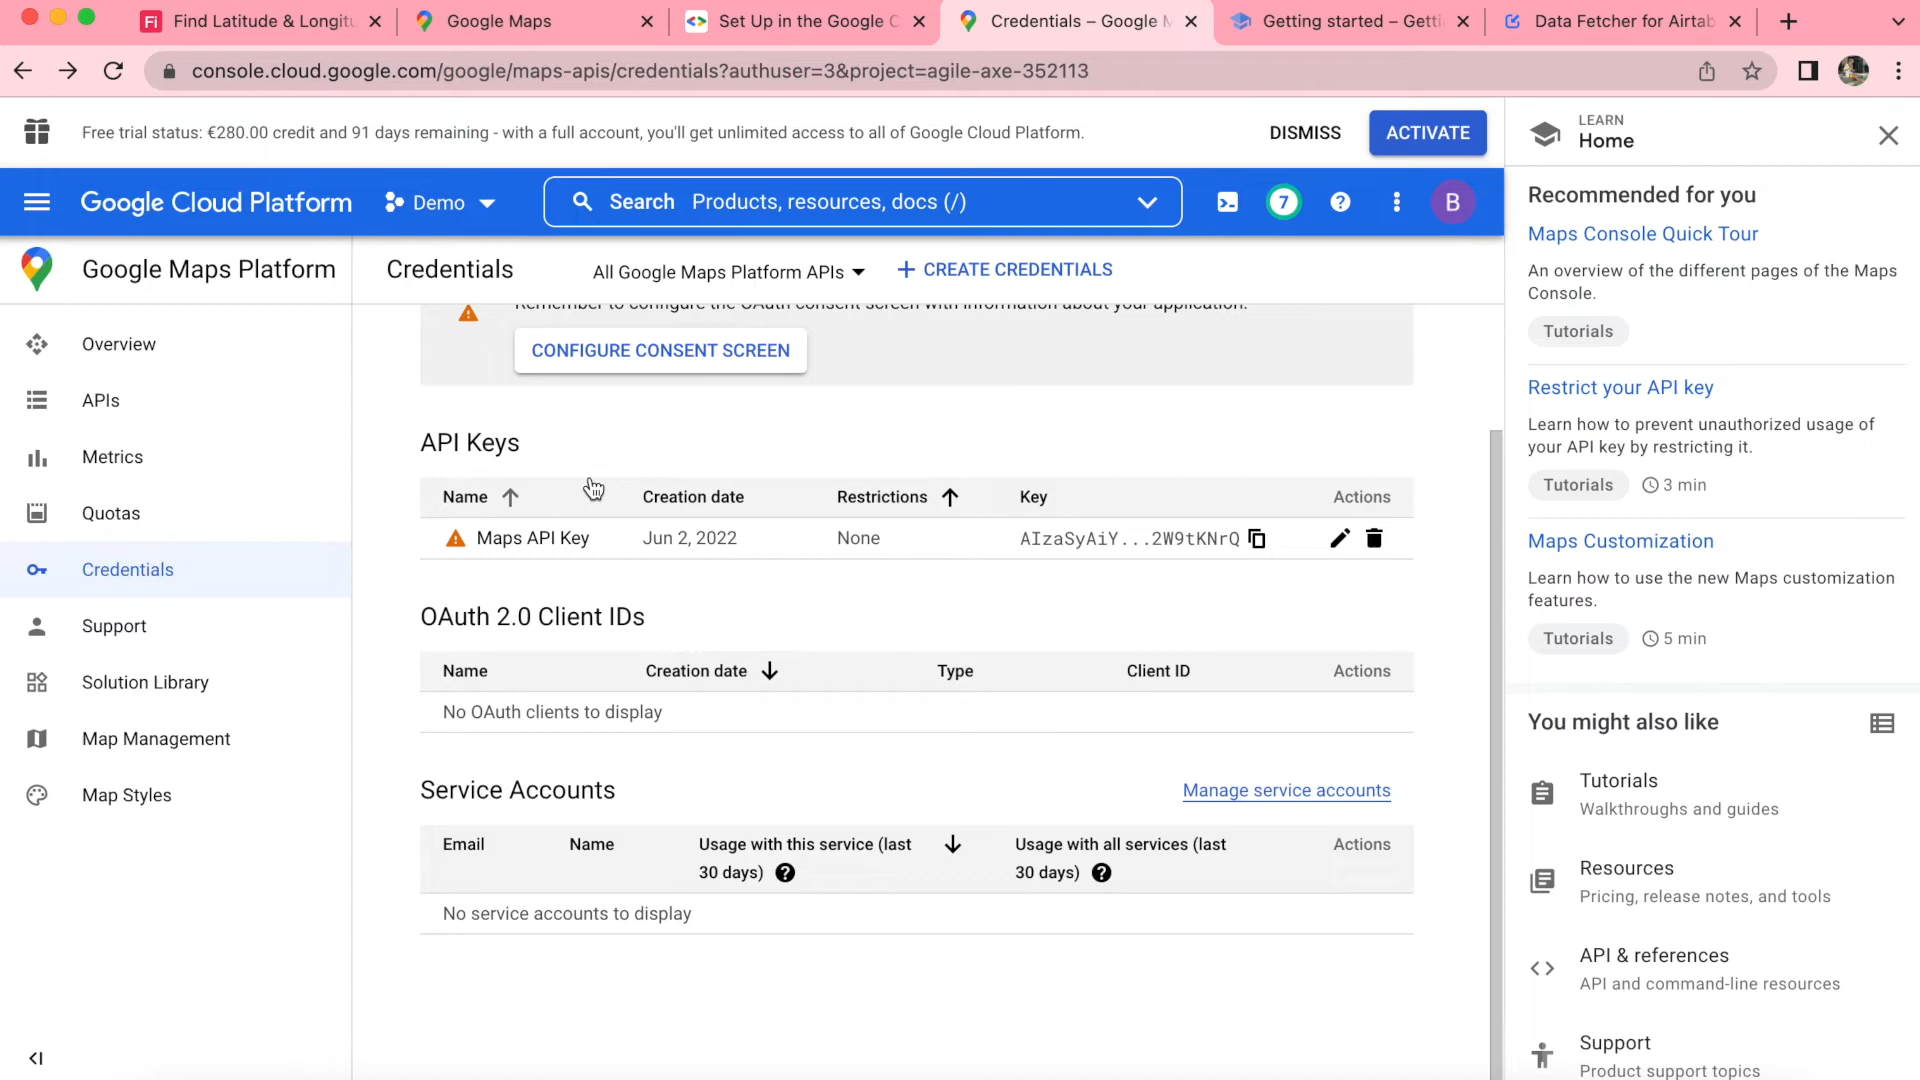 Find Latitude & Longitu
Google Maps
Set Up in the Google C
Credentials – Google M
Getting started – Getti
Data Fetcher for Airtab
console.cloud.google.com/google/maps-apis/credentials?authuser=3&project=agile-axe-352113
Free trial status: €280.00 credit and 91 days remaining - with a full account, you'll get unlimited access to all of Google Cloud Platform.
DISMISS
ACTIVATE
Google Cloud Platform
Demo
Search Products, resources, docs (/)
7
B
Google Maps Platform
Overview
APIs
Metrics
Quotas
Credentials
Support
Solution Library
Map Management
Map Styles
Credentials
All Google Maps Platform APIs
CREATE CREDENTIALS
Remember to configure the OAuth consent screen with information about your application.
CONFIGURE CONSENT SCREEN
API Keys
Name Creation date Restrictions Key Actions
Maps API Key Jun 2, 2022 None AIzaSyAiY...2W9tKNrQ
OAuth 2.0 Client IDs
Name Creation date Type Client ID Actions
No OAuth clients to display
Service Accounts
Manage service accounts
Email Name Usage with this service (last 30 days) Usage with all services (last 30 days) Actions
No service accounts to display
LEARN
Home
Recommended for you
Maps Console Quick Tour
An overview of the different pages of the Maps
Console.
Tutorials
Restrict your API key
Learn how to prevent unauthorized usage of
your API key by restricting it.
Tutorials 3 min
Maps Customization
Learn how to use the new Maps customization
features.
Tutorials 5 min
You might also like
Tutorials
Walkthroughs and guides
Resources
Pricing, release notes, and tools
API & references
API and command-line resources
Support
Product support topics